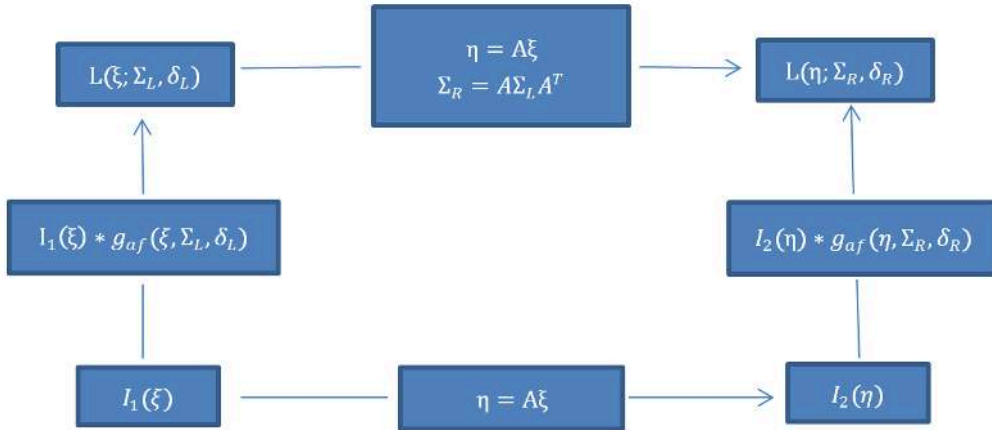 L(ξ; Σ_L, δ_L)
η = Aξ
Σ_R = AΣ_L A^T
L(η; Σ_R, δ_R)
I_1(ξ) ∗ g_af(ξ, Σ_L, δ_L)
I_2(η) ∗ g_af(η, Σ_R, δ_R)
I_1(ξ)
η = Aξ
I_2(η)